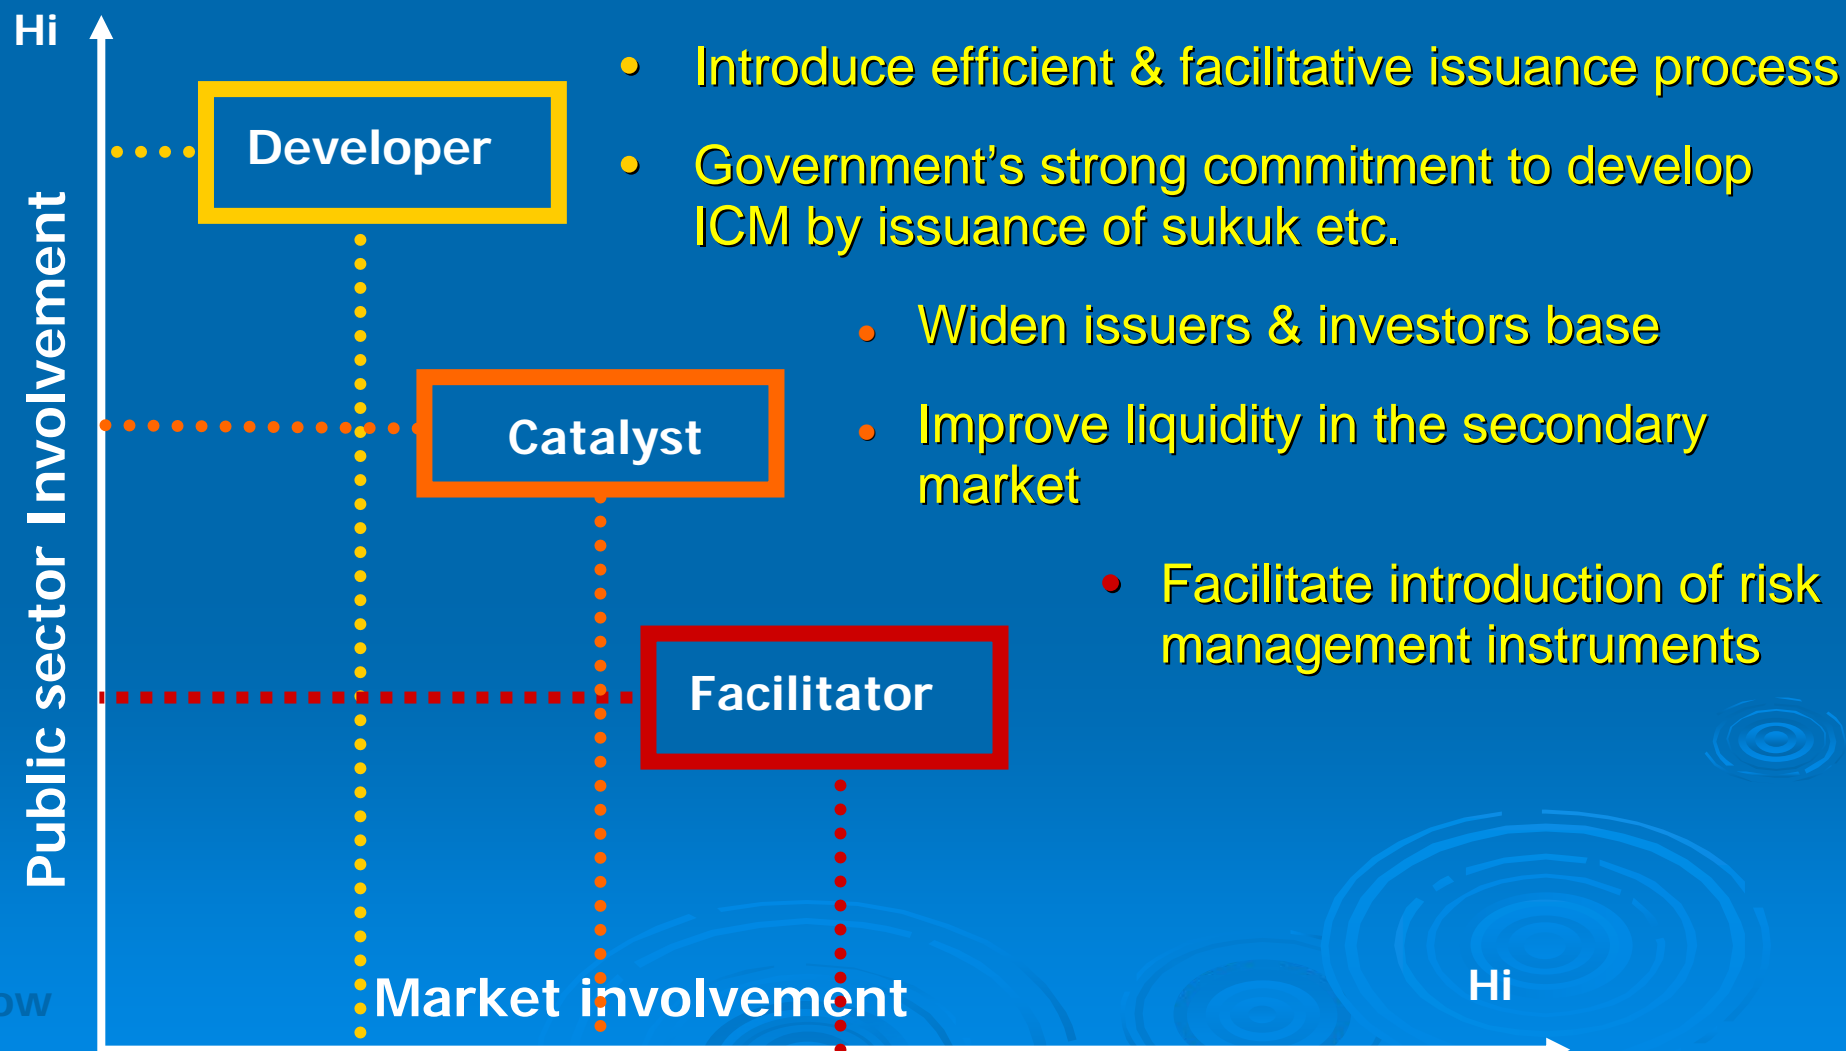 Hi
Developer
• Introduce efficient & facilitative issuance process
• Government's strong commitment to develop
ICM by issuance of sukuk etc.
• Widen issuers & investors base
Catalyst
• Improve liquidity in the secondary
market
• Facilitate introduction of risk
management instruments
Facilitator
Public sector Involvement
Market involvement
Hi